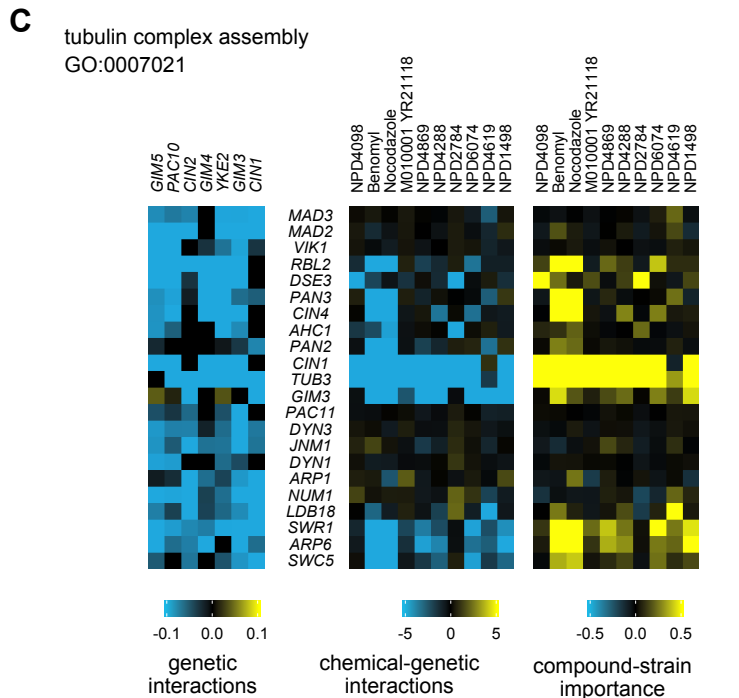 C
tubulin complex assembly
GO:0007021
GIM5
PAC10
CIN2
GIM4
YKE2
GIM3
CIN1
NPD4098
Benomyl
Nocodazole
M010001 YR21118
NPD4869
NPD4288
NPD2784
NPD6074
NPD4619
NPD1498
NPD4098
Benomyl
Nocodazole
M010001 YR21118
NPD4869
NPD4288
NPD2784
NPD6074
NPD4619
NPD1498
MAD3
MAD2
VIK1
RBL2
DSE3
PAN3
CIN4
AHC1
PAN2
CIN1
TUB3
GIM3
PAC11
DYN3
JNM1
DYN1
ARP1
NUM1
LDB18
SWR1
ARP6
SWC5
-0.1 0.0 0.1
genetic
interactions
-5 0 5
chemical-genetic
interactions
-0.5 0.0 0.5
compound-strain
importance